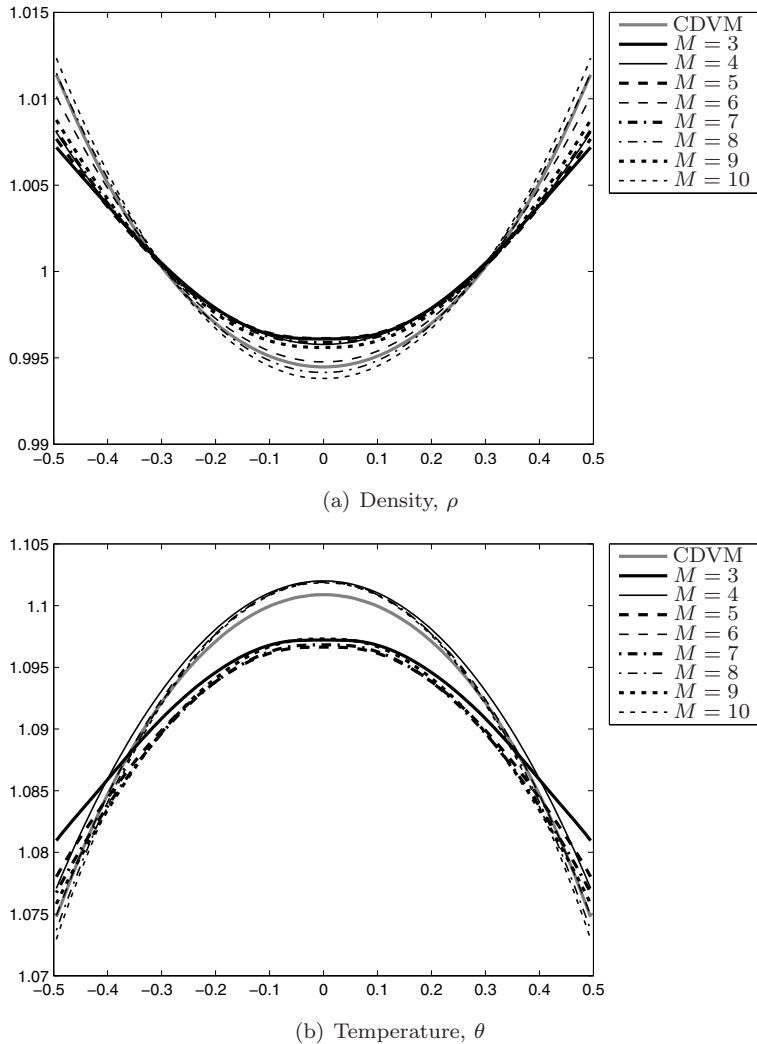 1.015
1.01
1.005
1
0.995
0.99
−0.5 −0.4 −0.3 −0.2 −0.1 0 0.1 0.2 0.3 0.4 0.5
CDVM
M = 3
M = 4
M = 5
M = 6
M = 7
M = 8
M = 9
M = 10
(a) Density, ρ
1.105
1.1
1.095
1.09
1.085
1.08
1.075
1.07
−0.5 −0.4 −0.3 −0.2 −0.1 0 0.1 0.2 0.3 0.4 0.5
CDVM
M = 3
M = 4
M = 5
M = 6
M = 7
M = 8
M = 9
M = 10
(b) Temperature, θ